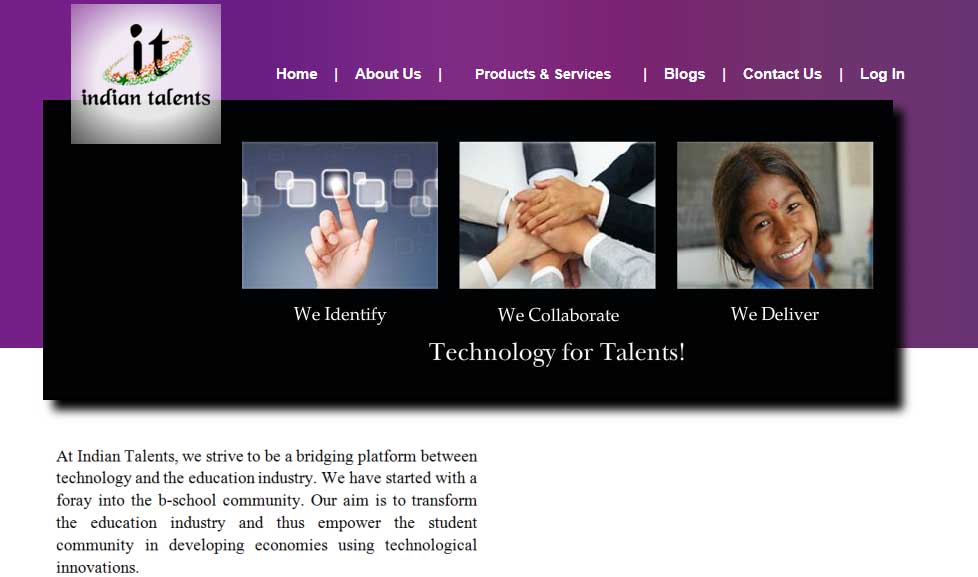 it
indian talents
Home | About Us | Products & Services | Blogs | Contact Us | Log In
We Identify We Collaborate We Deliver
Technology for Talents!
At Indian Talents, we strive to be a bridging platform between
technology and the education industry. We have started with a
foray into the b-school community. Our aim is to transform
the education industry and thus empower the student
community in developing economies using technological
innovations.